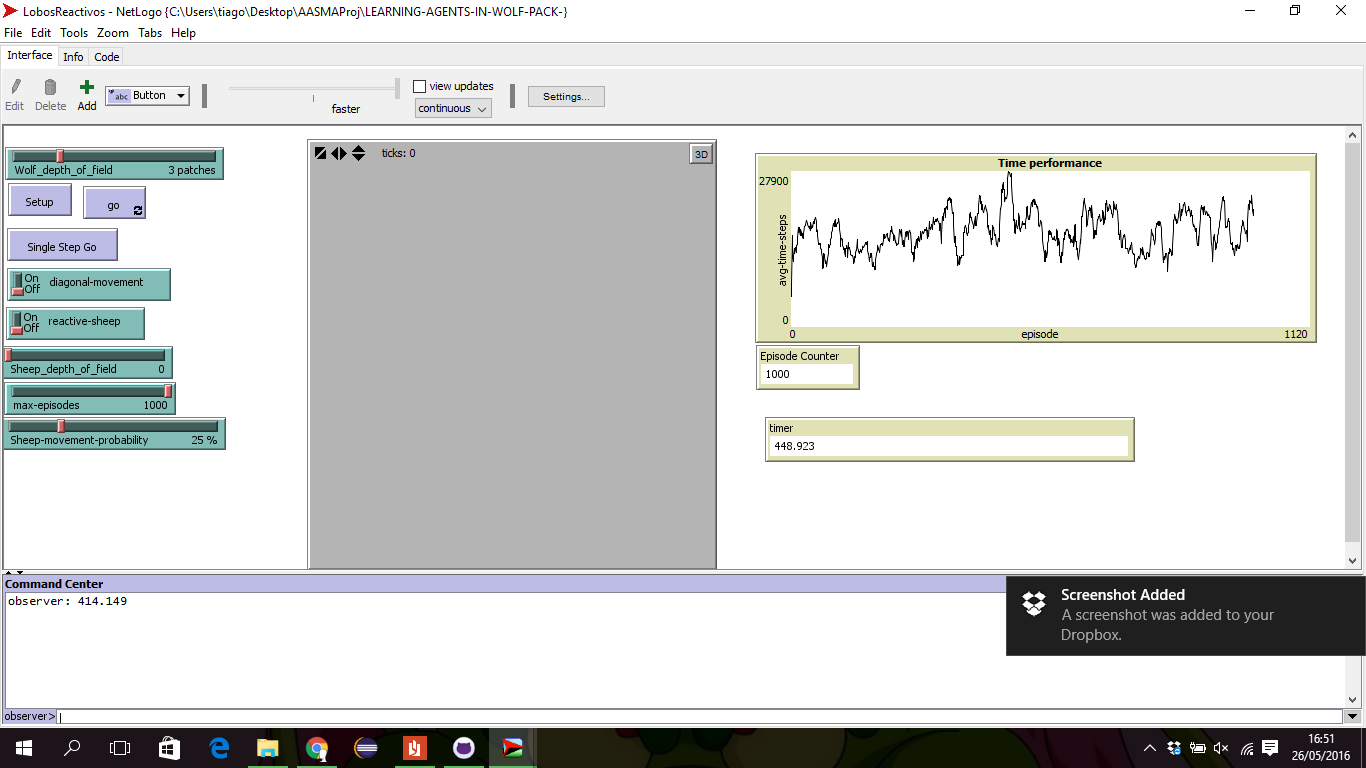 LobosReactivos - NetLogo {C:\Users\tiago\Desktop\AASMAProj\LEARNING-AGENTS-IN-WOLF-PACK-}
File Edit Tools Zoom Tabs Help
Interface Info Code
Edit Delete Add abc Button faster view updates continuous Settings...
Wolf_depth_of_field 3 patches
Setup go
Single Step Go
On Off diagonal-movement
On Off reactive-sheep
Sheep_depth_of_field 0
max-episodes 1000
Sheep-movement-probability 25 %
ticks: 0 3D
Time performance
27900
avg-time-steps
0
0 episode 1120
Episode Counter
1000
timer
448.923
Command Center
observer: 414.149
observer>
Screenshot Added
A screenshot was added to your
Dropbox.
16:51
26/05/2016